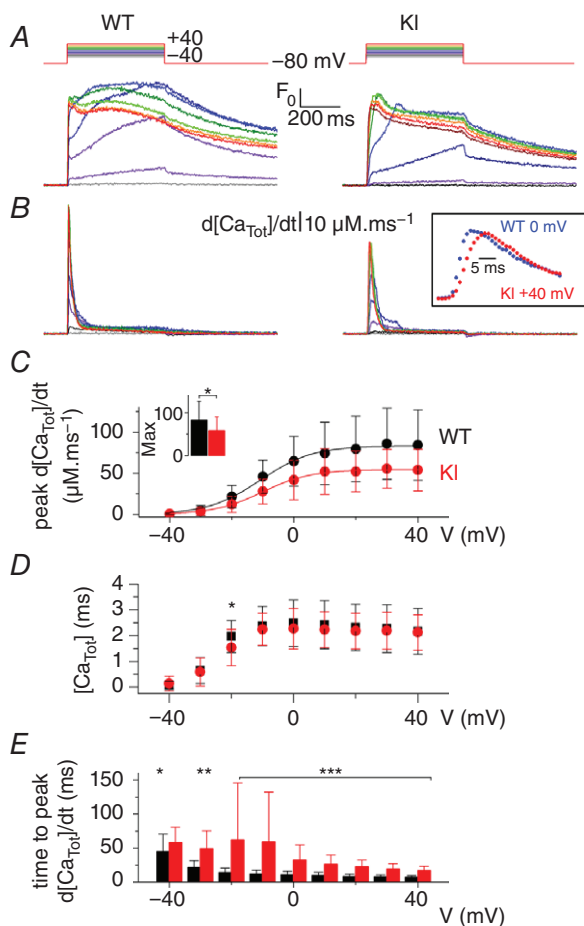 WT
KI
A
+40
−40
−80 mV
F0
200 ms
B
d[CaTot]/dt
10 µM.ms−1
WT 0 mV
5 ms
KI +40 mV
C
peak d[CaTot]/dt
(µM.ms−1)
100
50
0
Max
100
0
*
WT
KI
−40
0
40
V (mV)
D
[CaTot] (ms)
4
3
2
1
0
*
−40
0
40
V (mV)
E
time to peak
d[CaTot]/dt (ms)
150
100
50
0
*
**
***
−40
0
40
V (mV)